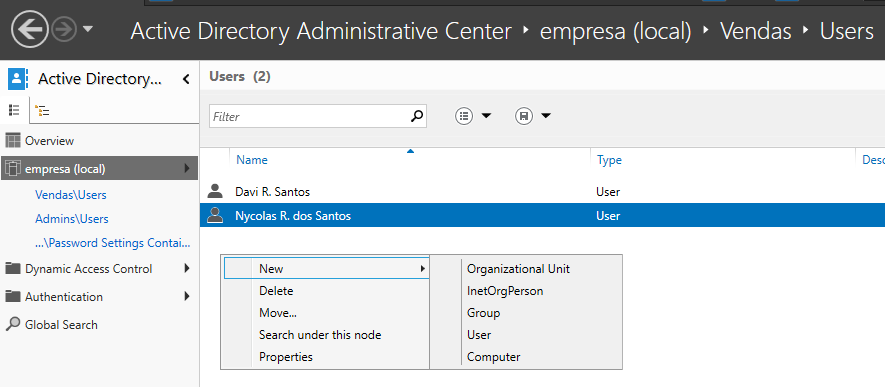 Active Directory Administrative Center ‣ empresa (local) ‣ Vendas ‣ Users
Active Directory...
Overview
empresa (local)
Vendas\Users
Admins\Users
...\Password Settings Contai...
Dynamic Access Control
Authentication
Global Search
Users (2)
Filter
Name Type Desc
Davi R. Santos User
Nycolas R. dos Santos User
New
Delete
Move...
Search under this node
Properties
Organizational Unit
InetOrgPerson
Group
User
Computer